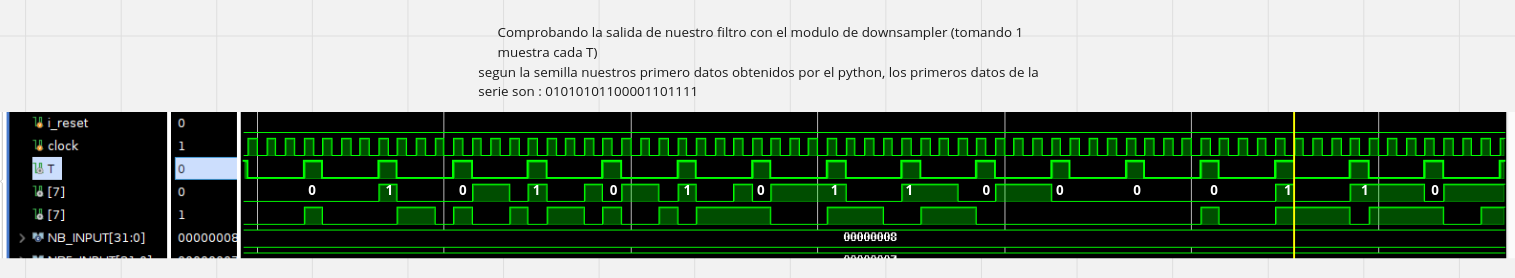 Comprobando la salida de nuestro filtro con el modulo de downsampler (tomando 1
muestra cada T)
segun la semilla nuestros primero datos obtenidos por el python, los primeros datos de la
serie son : 01010101100001101111
i_reset 0
clock 1
T 0
[7] 0 0 1 0 1 0 1 0 1 1 0 0 0 0 1 1 0
[7] 1
NB_INPUT[31:0] 00000008 00000008